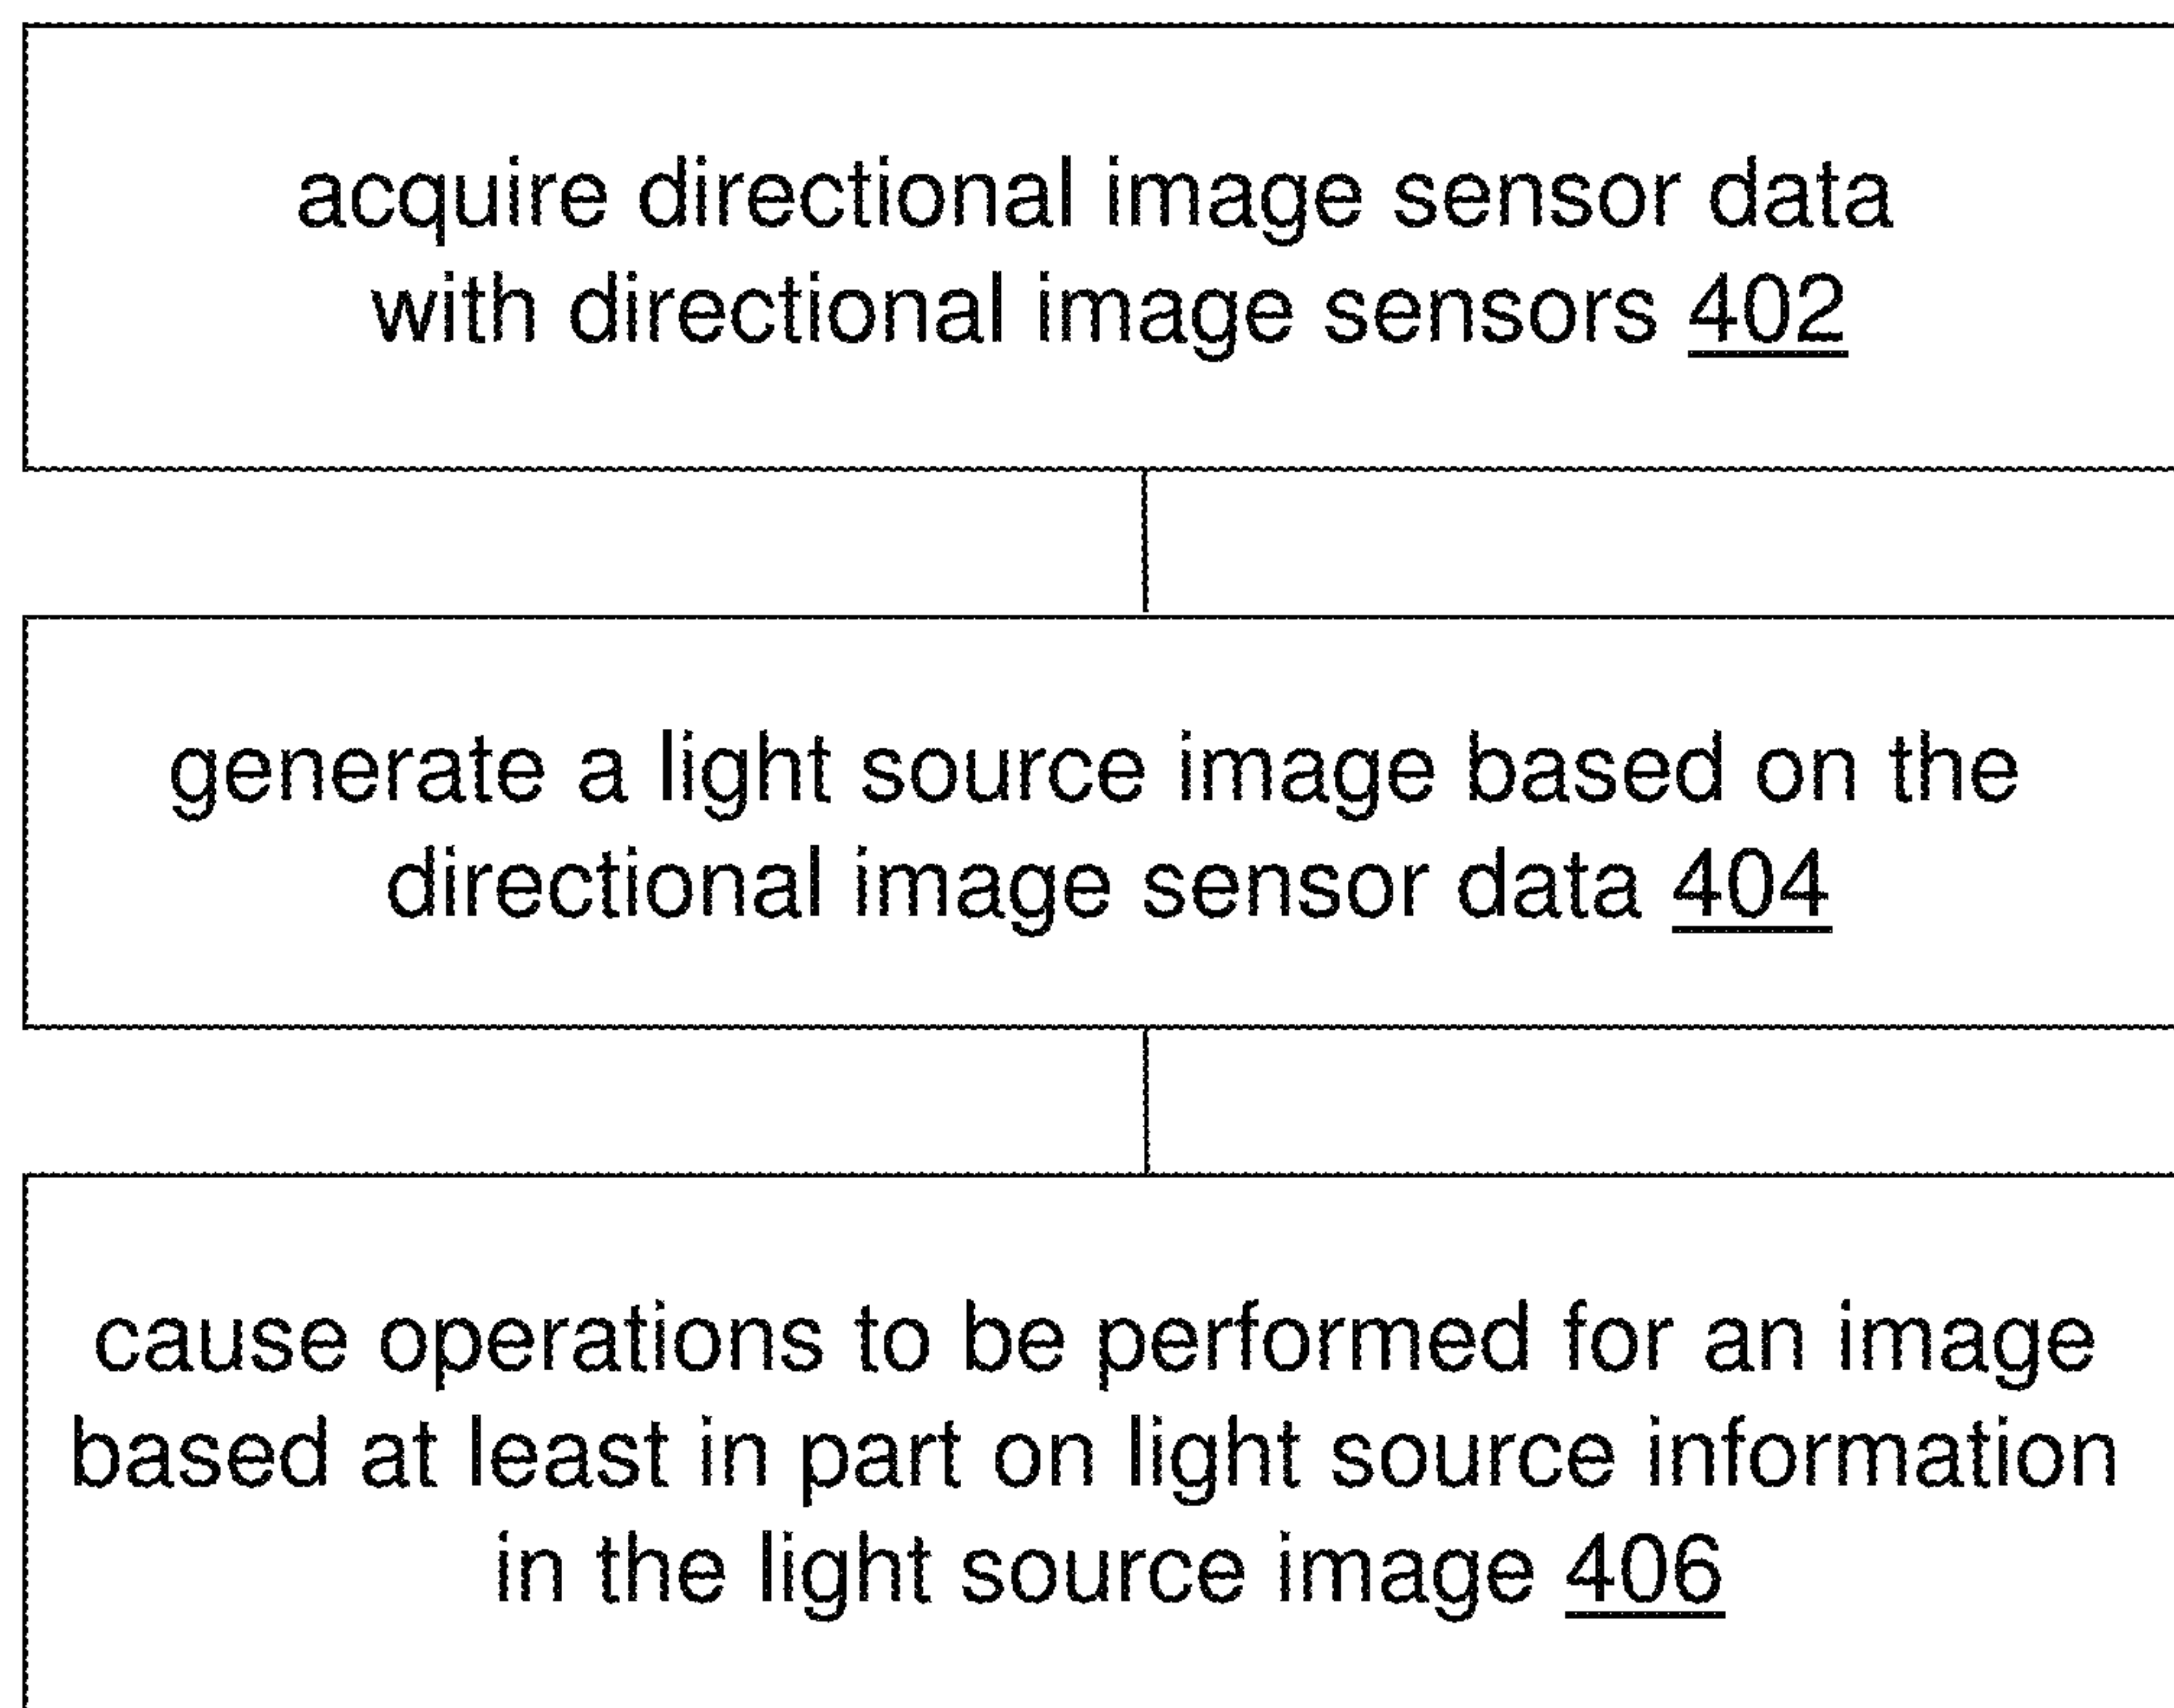 acquire directional image sensor data
with directional image sensors 402
generate a light source image based on the
directional image sensor data 404
cause operations to be performed for an image
based at least in part on light source information
in the light source image 406